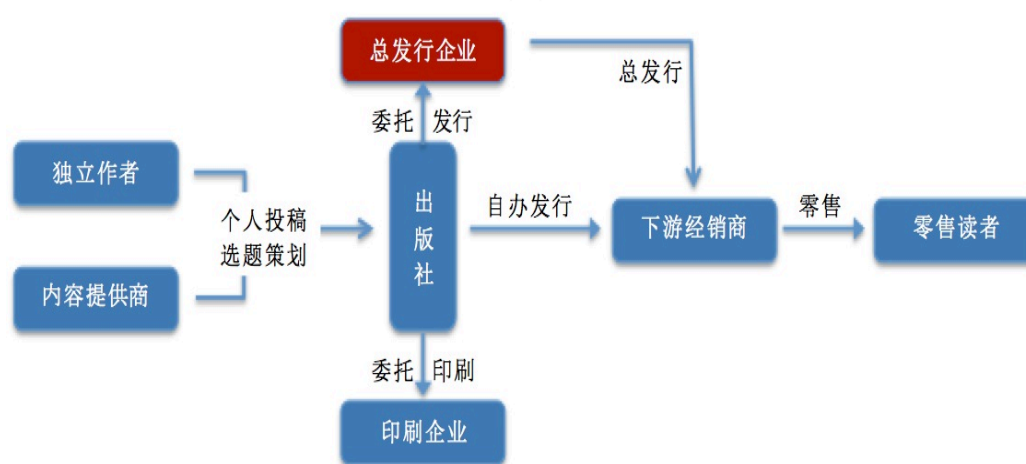 总发行企业
总发行
委托 发行
独立作者
个人投稿
选题策划
内容提供商
出版社
自办发行
下游经销商
零售
零售读者
委托 印刷
印刷企业